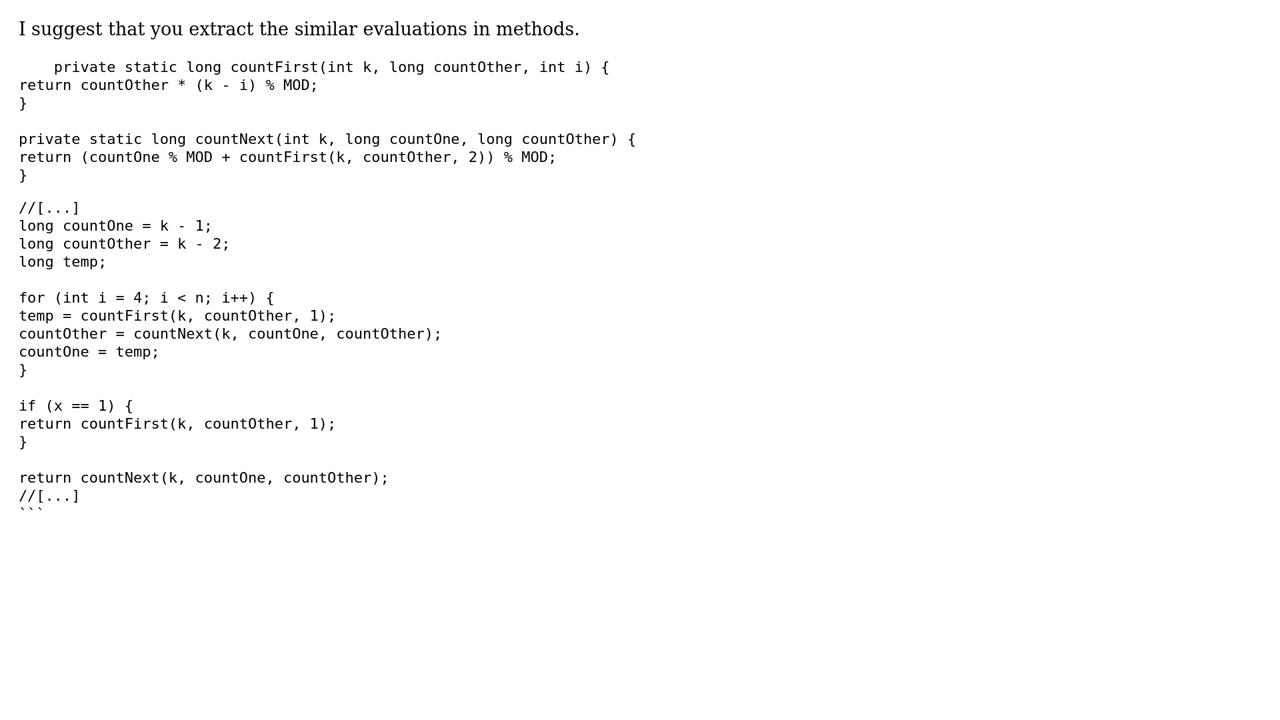 I suggest that you extract the similar evaluations in methods.
private static long countFirst(int k, long countOther, int i) {
return countOther * (k - i) % MOD;
}
private static long countNext(int k, long countOne, long countOther) {
return (countOne % MOD + countFirst(k, countOther, 2)) % MOD;
}
//[...]
long countOne = k - 1;
long countOther = k - 2;
long temp;
for (int i = 4; i < n; i++) {
temp = countFirst(k, countOther, 1);
countOther = countNext(k, countOne, countOther);
countOne = temp;
}
if (x == 1) {
return countFirst(k, countOther, 1);
}
return countNext(k, countOne, countOther);
//[...]
```